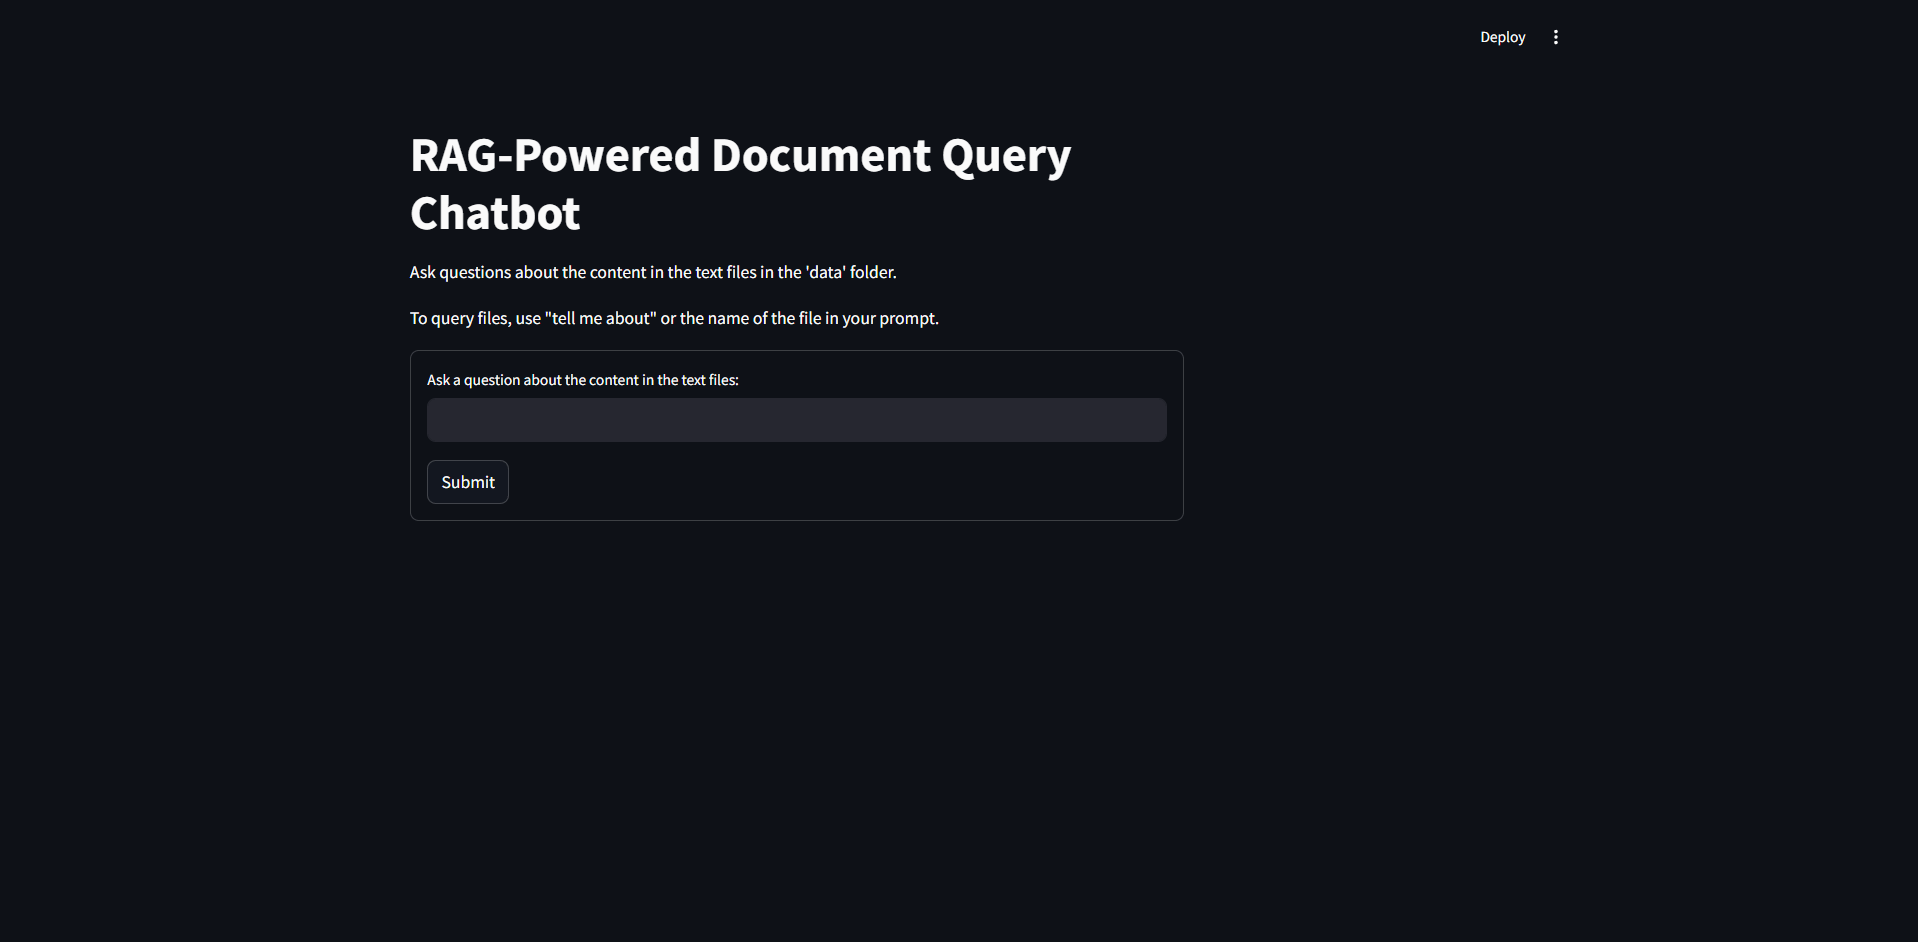 Deploy
RAG-Powered Document Query
Chatbot
Ask questions about the content in the text files in the 'data' folder.
To query files, use "tell me about" or the name of the file in your prompt.
Ask a question about the content in the text files:
Submit